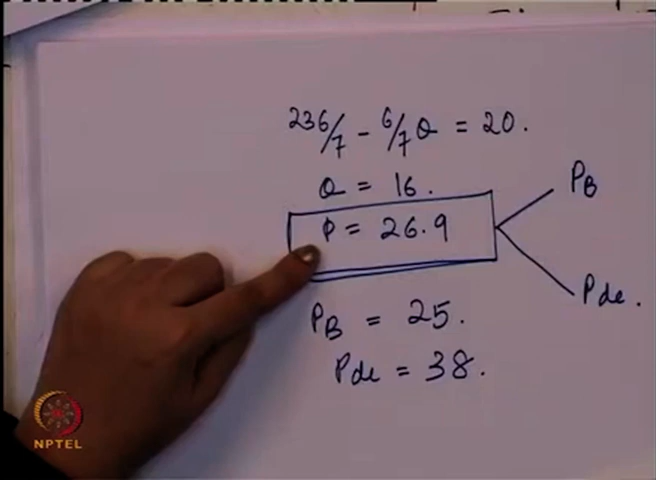 236/7 - 6/7 Q = 20.
Q = 16.
P = 26.9
PB
Pde.
PB = 25.
Pde = 38.
NPTEL